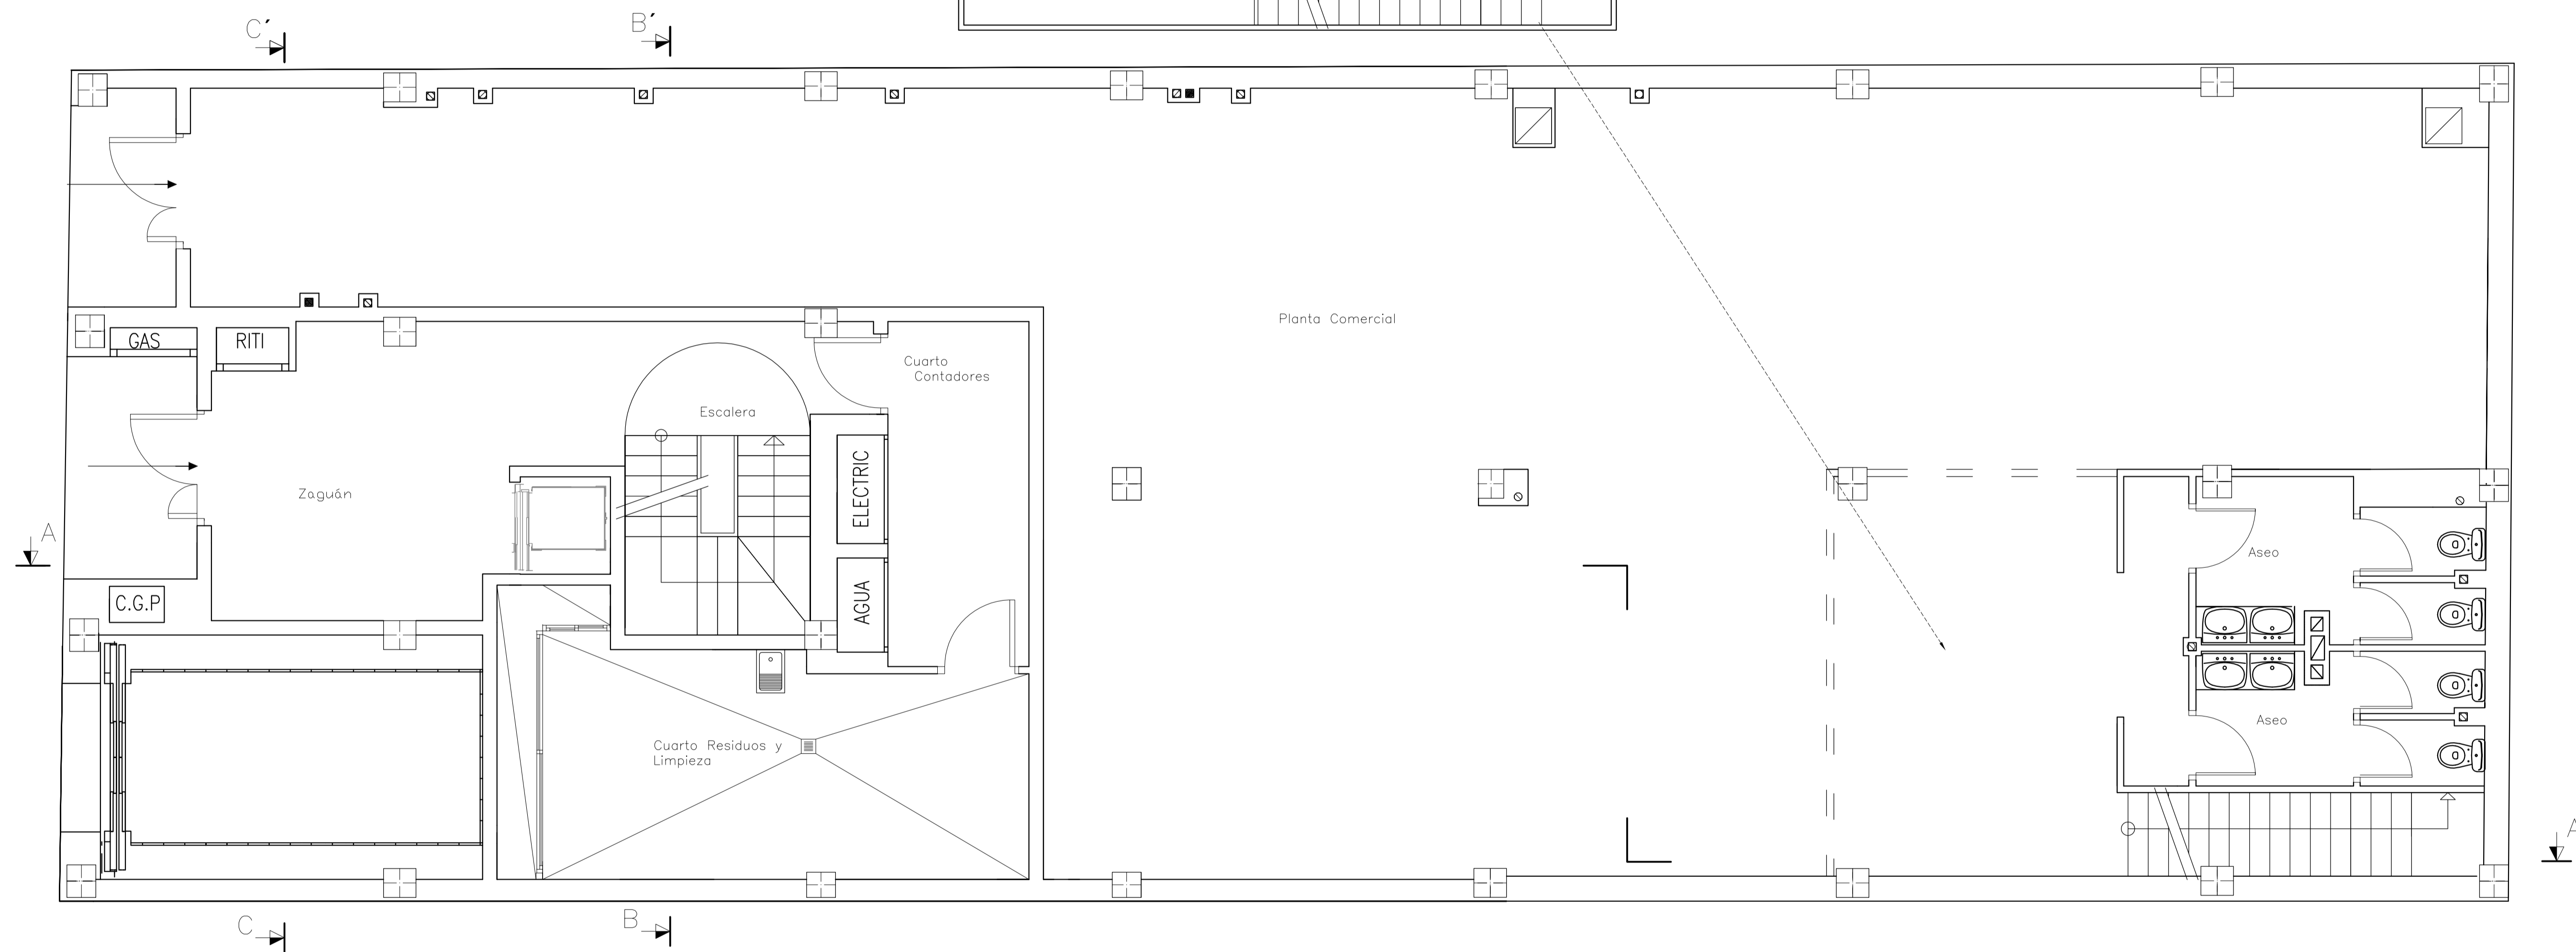 C´
B´
GAS
RITI
Planta Comercial
Cuarto
Contadores
Escalera
ELECTRIC
Zaguán
A
Aseo
C.G.P
AGUA
Aseo
Cuarto Residuos y
Limpieza
A
C
B